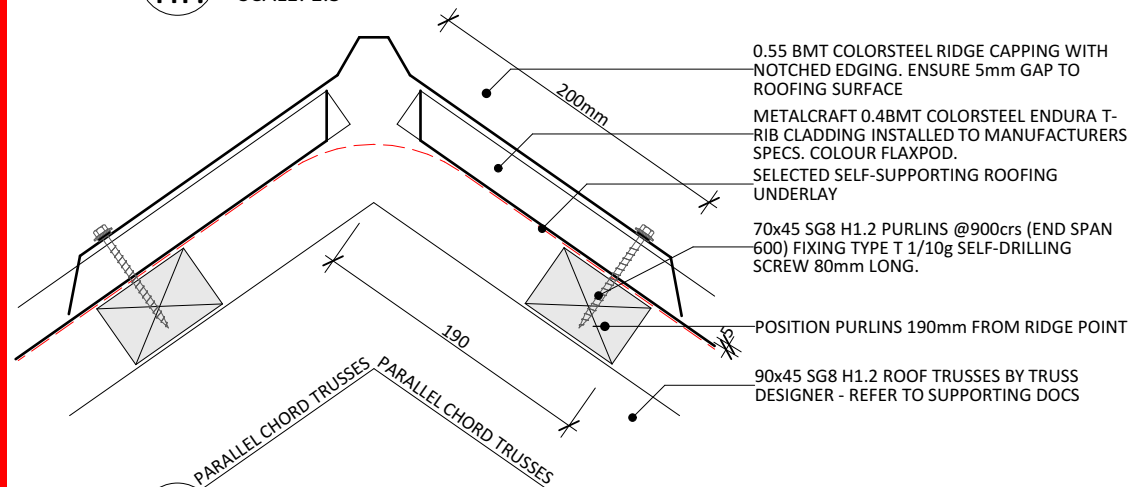 0.55 BMT COLORSTEEL RIDGE CAPPING WITH
NOTCHED EDGING. ENSURE 5mm GAP TO
ROOFING SURFACE
200mm
METALCRAFT 0.4BMT COLORSTEEL ENDURA T-
RIB CLADDING INSTALLED TO MANUFACTURERS
SPECS. COLOUR FLAXPOD.
SELECTED SELF-SUPPORTING ROOFING
UNDERLAY
70x45 SG8 H1.2 PURLINS @900crs (END SPAN
600) FIXING TYPE T 1/10g SELF-DRILLING
SCREW 80mm LONG.
POSITION PURLINS 190mm FROM RIDGE POINT
5
190
90x45 SG8 H1.2 ROOF TRUSSES BY TRUSS
DESIGNER - REFER TO SUPPORTING DOCS
PARALLEL CHORD TRUSSES
PARALLEL CHORD TRUSSES